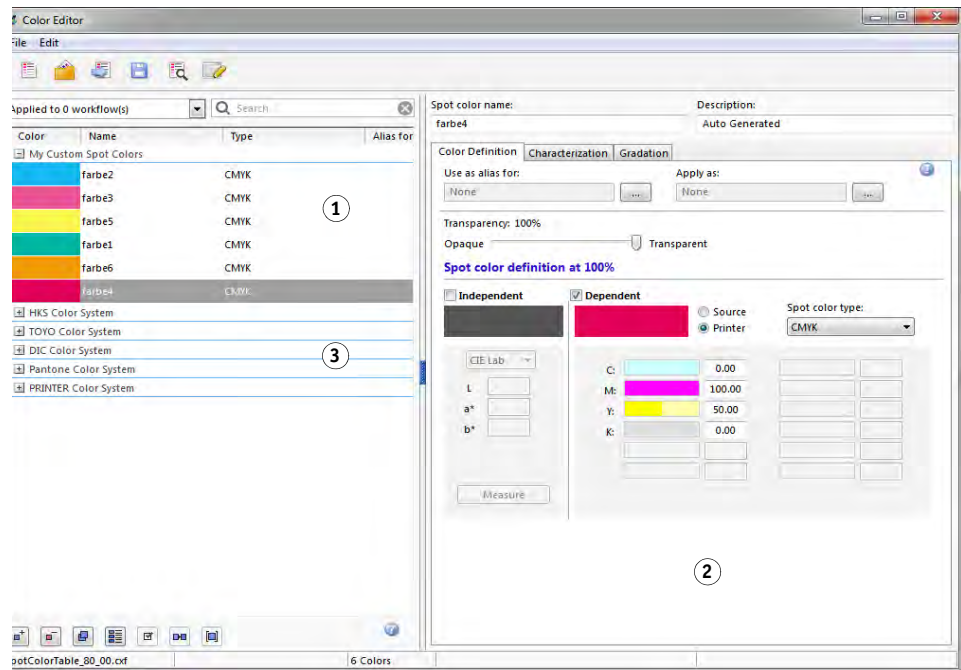 Color Editor
File Edit
Applied to 0 workflow(s) Search
Color Name Type Alias for
My Custom Spot Colors
farbe2 CMYK
farbe3 CMYK
1
farbe5 CMYK
farbe1 CMYK
farbe6 CMYK
farbe4 CMYK
HKS Color System
TOYO Color System
DIC Color System
3
Pantone Color System
PRINTER Color System
otColorTable_80_00.cxf 6 Colors
Spot color name: Description:
farbe4 Auto Generated
Color Definition Characterization Gradation
Use as alias for: Apply as:
None ... None ...
Transparency: 100%
Opaque Transparent
Spot color definition at 100%
Independent Dependent
Source
Printer
Spot color type:
CMYK
CIE Lab
L
a*
b*
Measure
C: 0.00
M: 100.00
Y: 50.00
K: 0.00
2